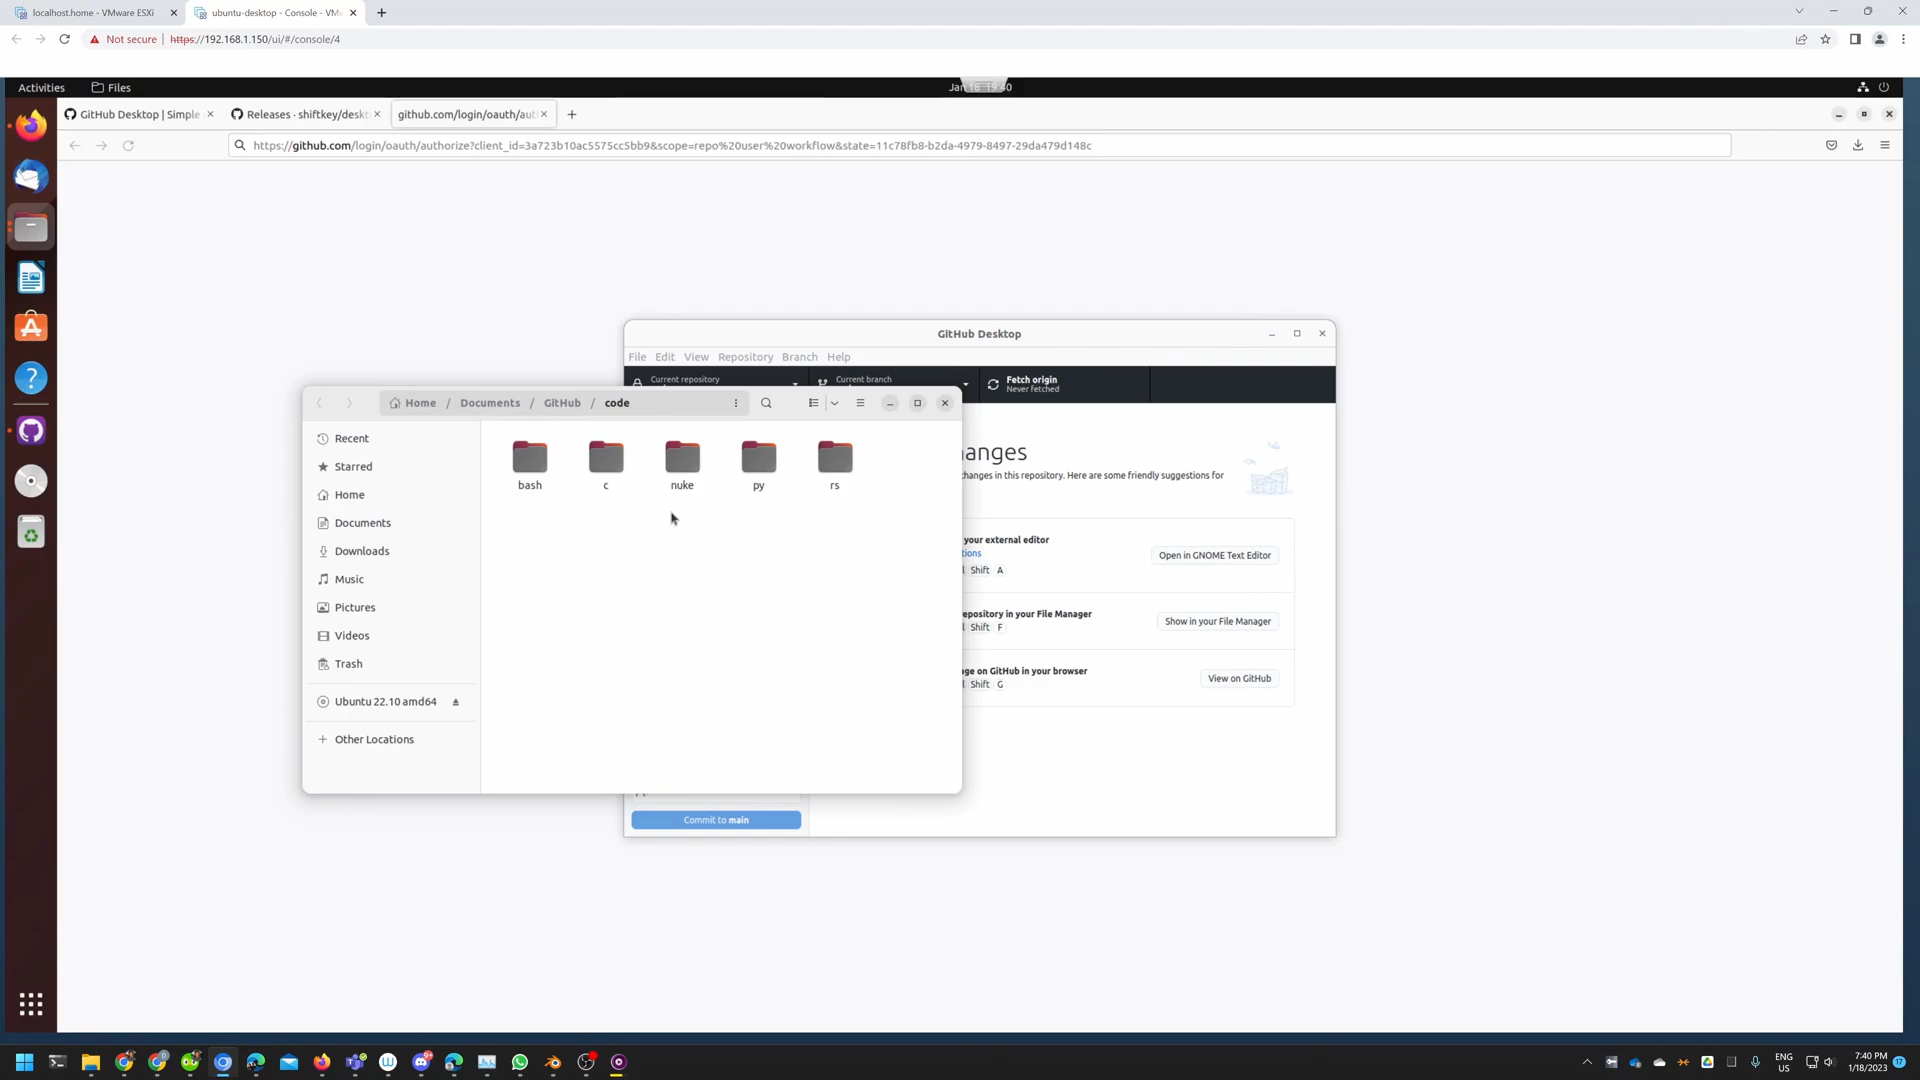 localhost.home - VMware ESXi
ubuntu-desktop - Console - VM
Not secure | https://192.168.1.150/ui/#/console/4
Activities Files Jan 18 19:40
GitHub Desktop | Simple
Releases · shiftkey/deskt
github.com/login/oauth/aut
https://github.com/login/oauth/authorize?client_id=3a723b10ac5575cc5bb9&scope=repo%20user%20workflow&state=11c78fb8-b2da-4979-8497-29da479d148c
GitHub Desktop
File Edit View Repository Branch Help
Current repository
Current branch
Fetch origin
Never fetched
Home / Documents / GitHub / code
Recent
Starred
Home
Documents
Downloads
Music
Pictures
Videos
Trash
Ubuntu 22.10 amd64
Other Locations
bash
c
nuke
py
rs
anges
changes in this repository. Here are some friendly suggestions for
your external editor
tions
Shift A
Open in GNOME Text Editor
epository in your File Manager
Shift F
Show in your File Manager
age on GitHub in your browser
Shift G
View on GitHub
Commit to main
ENG
US
7:40 PM
1/18/2023
17